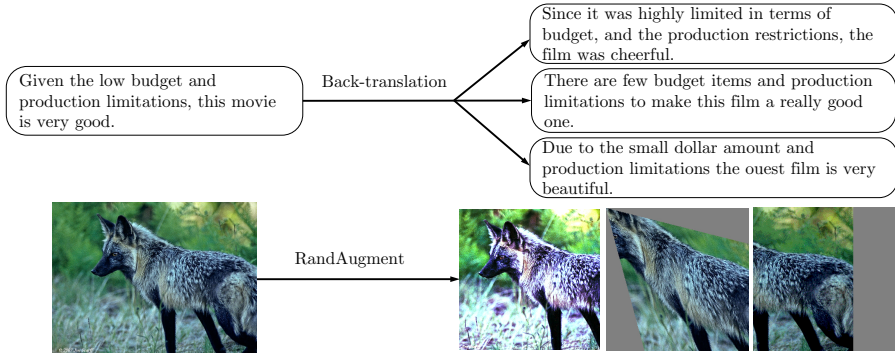 Given the low budget and
production limitations, this movie
is very good.
Back-translation
Since it was highly limited in terms of
budget, and the production restrictions, the
film was cheerful.
There are few budget items and production
limitations to make this film a really good
one.
Due to the small dollar amount and
production limitations the ouest film is very
beautiful.
RandAugment